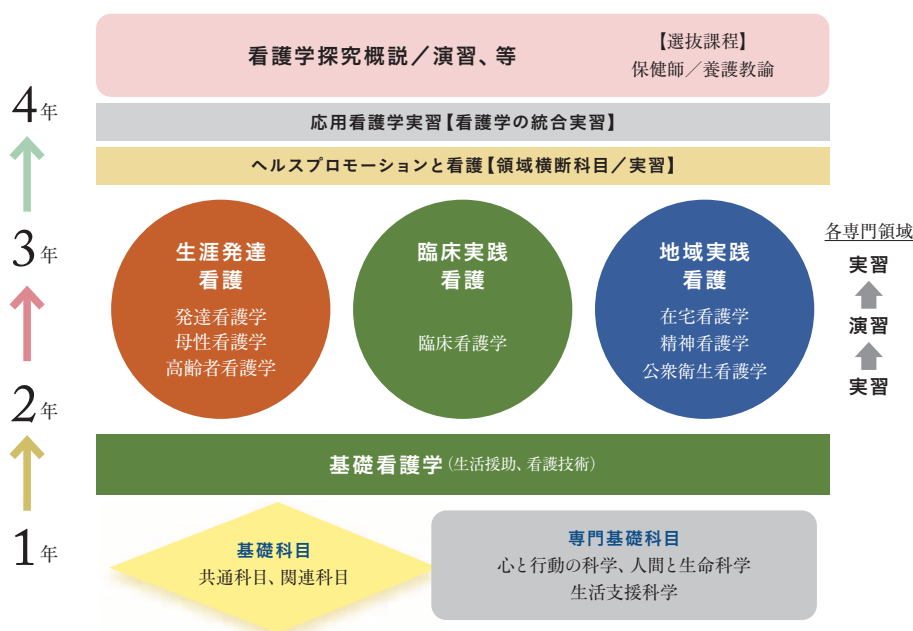 看護学探究概説／演習、等
【選抜課程】
保健師／養護教諭
4年
応用看護学実習【看護学の統合実習】
ヘルスプロモーションと看護【領域横断科目／実習】
3年
生涯発達
看護
発達看護学
母性看護学
高齢者看護学
臨床実践
看護
臨床看護学
地域実践
看護
在宅看護学
精神看護学
公衆衛生看護学
各専門領域
実習
演習
実習
2年
基礎看護学（生活援助、看護技術）
1年
基礎科目
共通科目、関連科目
専門基礎科目
心と行動の科学、人間と生命科学
生活支援科学